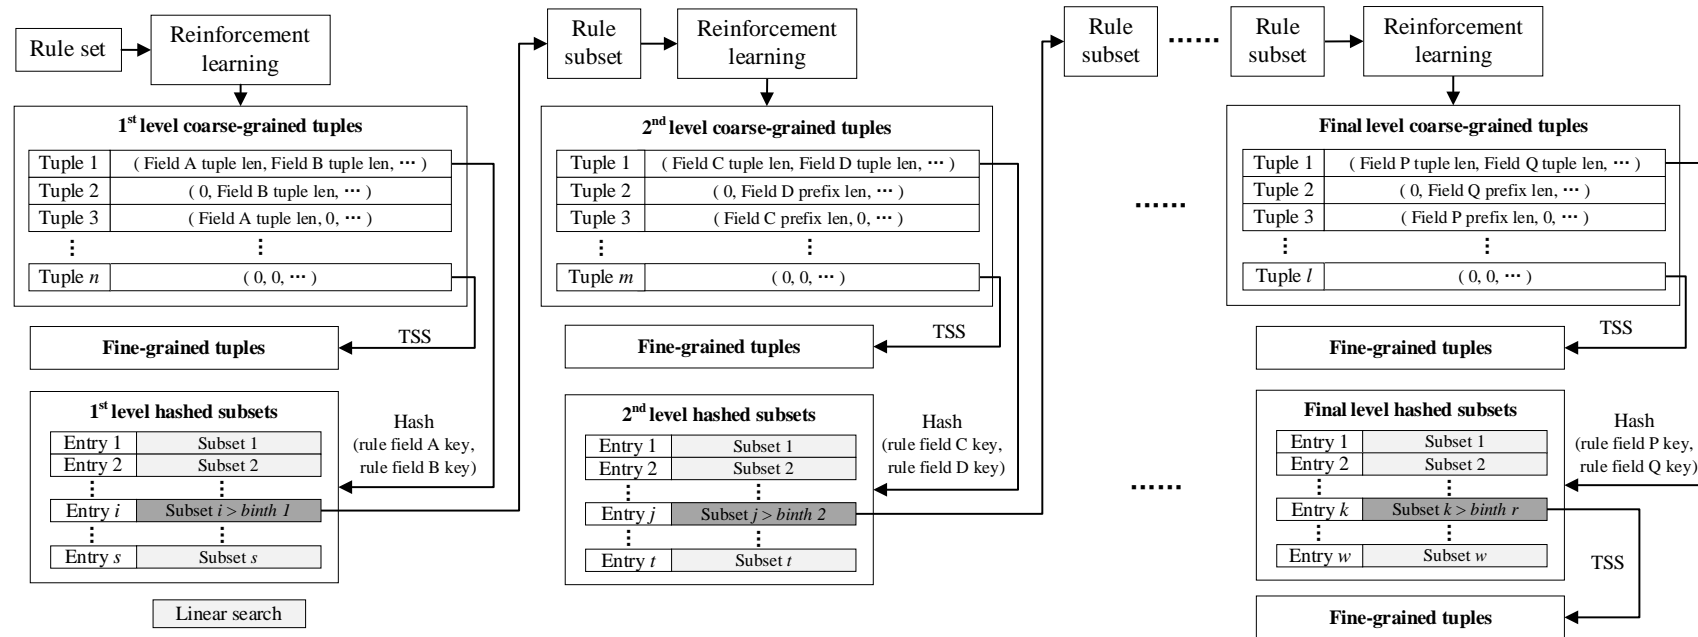 Rule set
Reinforcement
learning
1st level coarse-grained tuples
Tuple 1 ( Field A tuple len, Field B tuple len, ··· )
Tuple 2 ( 0, Field B tuple len, ··· )
Tuple 3 ( Field A tuple len, 0, ··· )
⋮ ⋮
Tuple n ( 0, 0, ··· )
TSS
Fine-grained tuples
1st level hashed subsets
Entry 1 Subset 1
Entry 2 Subset 2
⋮ ⋮
Entry i Subset i > binth 1
⋮ ⋮
Entry s Subset s
Hash
(rule field A key,
rule field B key)
Linear search
Rule
subset
Reinforcement
learning
2nd level coarse-grained tuples
Tuple 1 ( Field C tuple len, Field D tuple len, ··· )
Tuple 2 ( 0, Field D prefix len, ··· )
Tuple 3 ( Field C prefix len, 0, ··· )
⋮ ⋮
Tuple m ( 0, 0, ··· )
TSS
Fine-grained tuples
2nd level hashed subsets
Entry 1 Subset 1
Entry 2 Subset 2
⋮ ⋮
Entry j Subset j > binth 2
⋮ ⋮
Entry t Subset t
Hash
(rule field C key,
rule field D key)
Rule
subset
······
······
······
Rule
subset
Reinforcement
learning
Final level coarse-grained tuples
Tuple 1 ( Field P tuple len, Field Q tuple len, ··· )
Tuple 2 ( 0, Field Q prefix len, ··· )
Tuple 3 ( Field P prefix len, 0, ··· )
⋮ ⋮
Tuple l ( 0, 0, ··· )
TSS
Fine-grained tuples
Final level hashed subsets
Entry 1 Subset 1
Entry 2 Subset 2
⋮ ⋮
Entry k Subset k > binth r
⋮ ⋮
Entry w Subset w
Hash
(rule field P key,
rule field Q key)
TSS
Fine-grained tuples